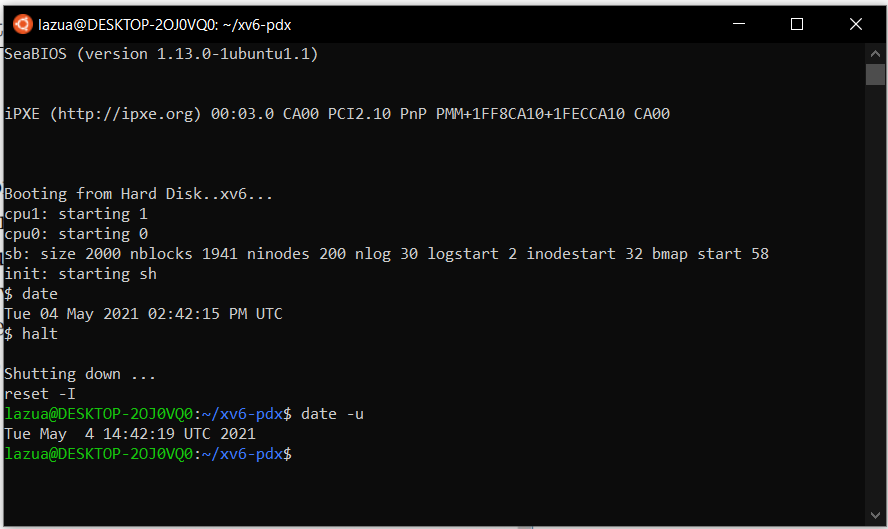 lazua@DESKTOP-2OJ0VQ0: ~/xv6-pdx
SeaBIOS (version 1.13.0-1ubuntu1.1)
iPXE (http://ipxe.org) 00:03.0 CA00 PCI2.10 PnP PMM+1FF8CA10+1FECCA10 CA00
Booting from Hard Disk..xv6...
cpu1: starting 1
cpu0: starting 0
sb: size 2000 nblocks 1941 ninodes 200 nlog 30 logstart 2 inodestart 32 bmap start 58
init: starting sh
$ date
Tue 04 May 2021 02:42:15 PM UTC
$ halt
Shutting down ...
reset -I
lazua@DESKTOP-2OJ0VQ0:~/xv6-pdx$ date -u
Tue May  4 14:42:19 UTC 2021
lazua@DESKTOP-2OJ0VQ0:~/xv6-pdx$